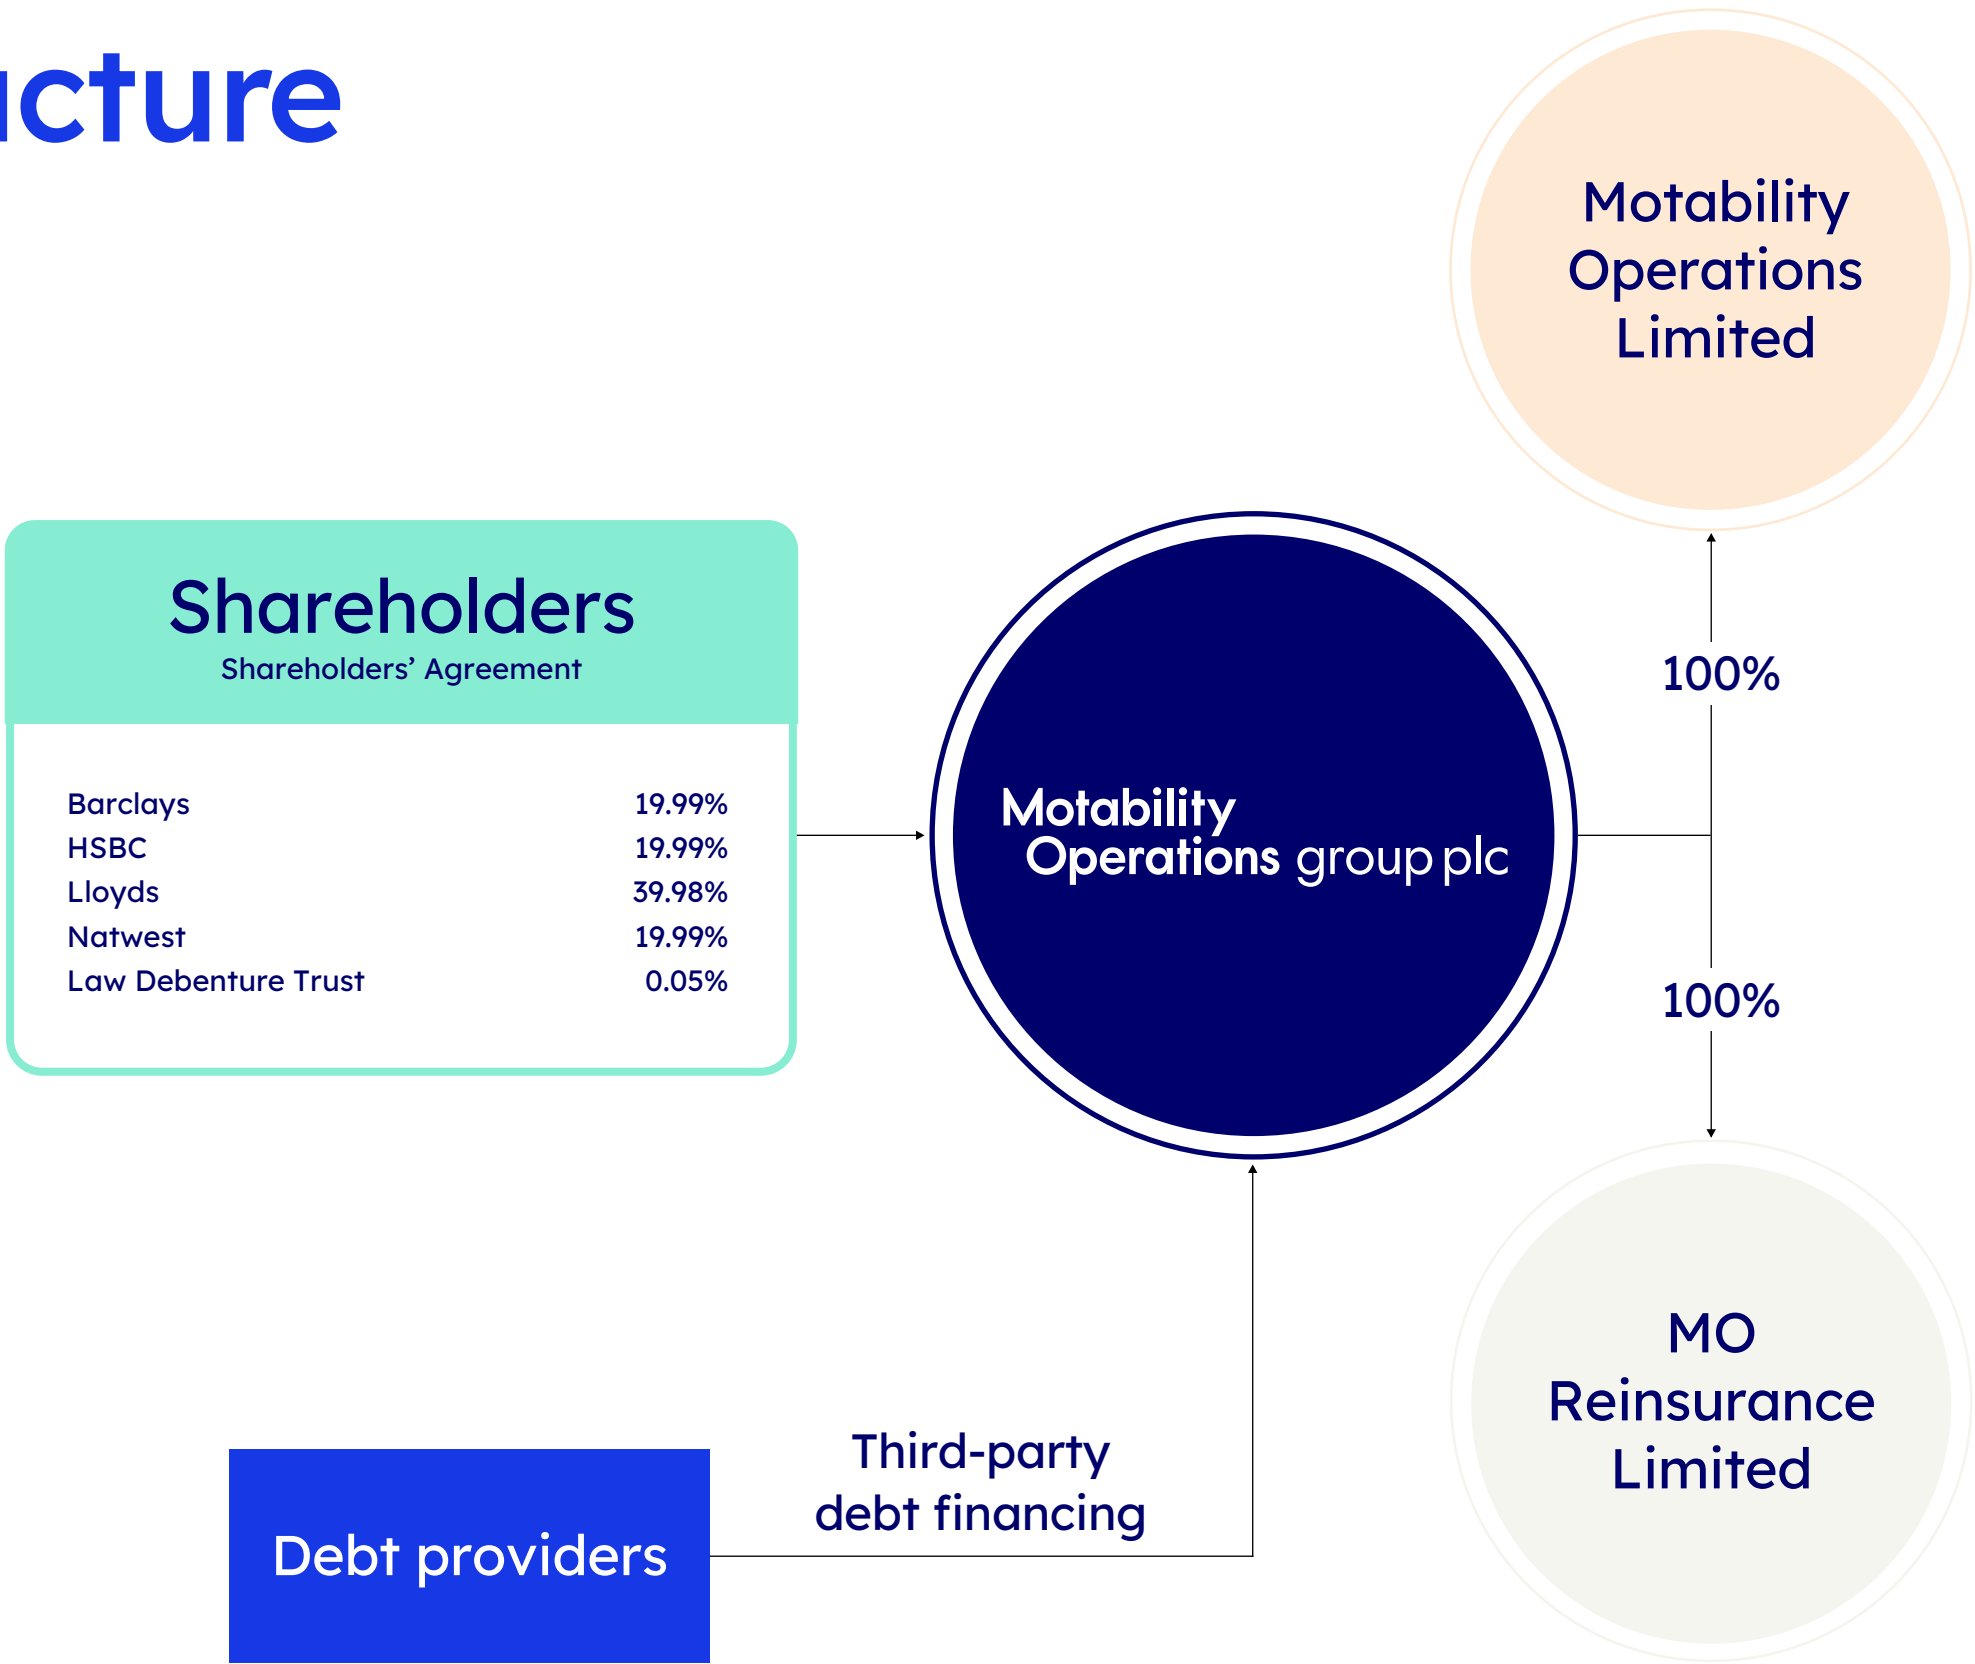 ucture
Motability
Operations
Limited
Shareholders
Shareholders’ Agreement
Barclays 19.99%
HSBC 19.99%
Lloyds 39.98%
Natwest 19.99%
Law Debenture Trust 0.05%
Motability
Operations group plc
100%
100%
MO
Reinsurance
Limited
Third-party
debt financing
Debt providers